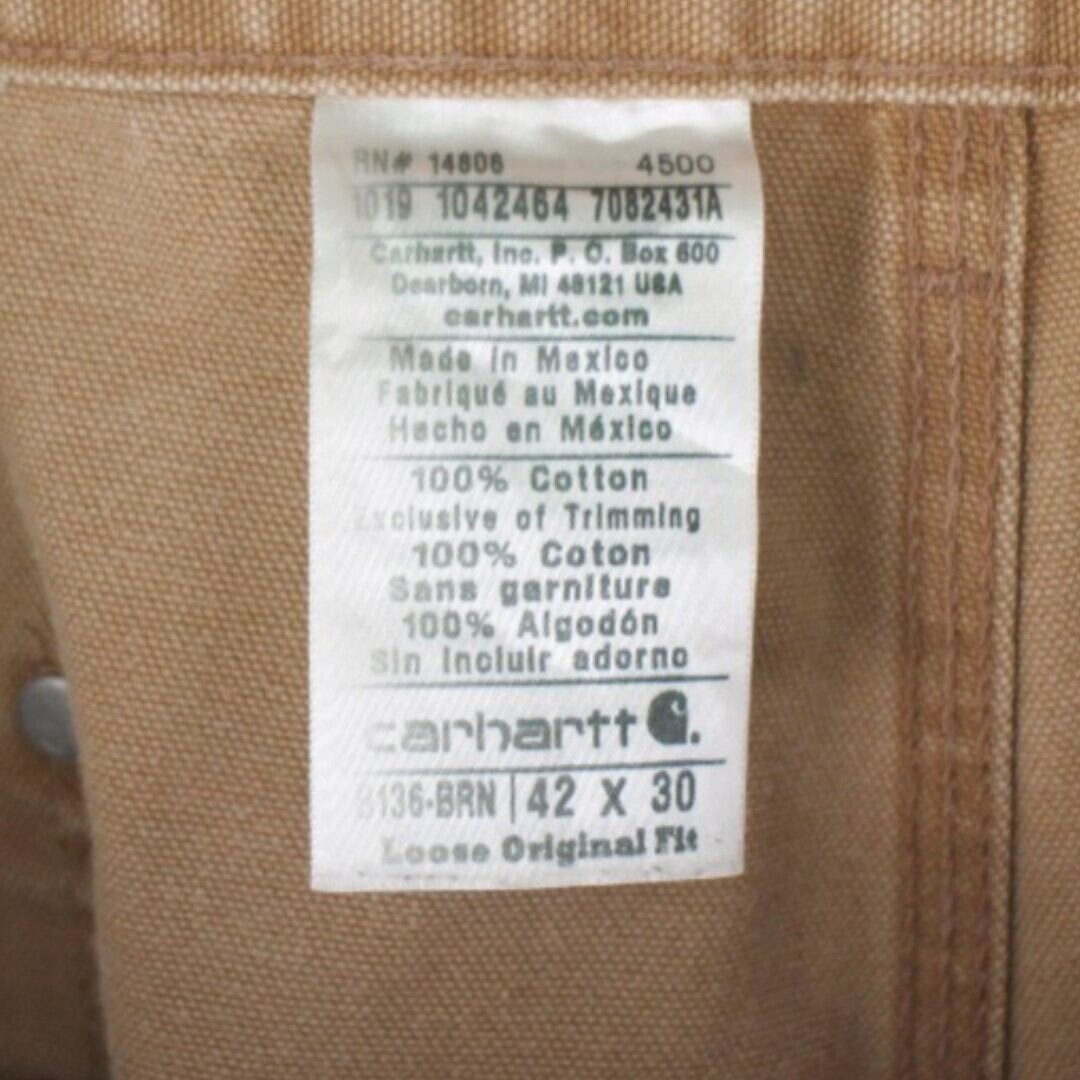 RN# 14806 4500
1019 1042464 7082431A
Carhartt, Inc. P. O. Box 600
Dearborn, MI 48121 USA
carhartt.com
Made in Mexico
Fabriqué au Mexique
Hecho en México
100% Cotton
Exclusive of Trimming
100% Coton
Sans garniture
100% Algodón
Sin incluir adorno
carhartt
B136-BRN 42 X 30
Loose Original Fit